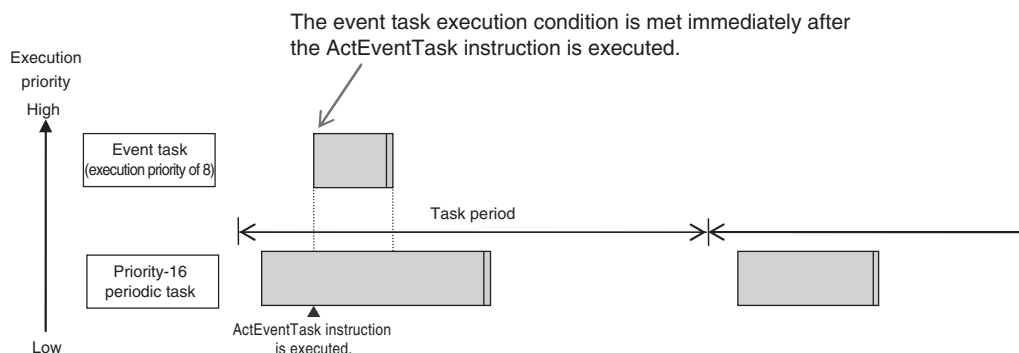 The event task execution condition is met immediately after
the ActEventTask instruction is executed.
Execution
priority
High
Event task
(execution priority of 8)
Task period
Priority-16
periodic task
ActEventTask instruction
is executed.
Low